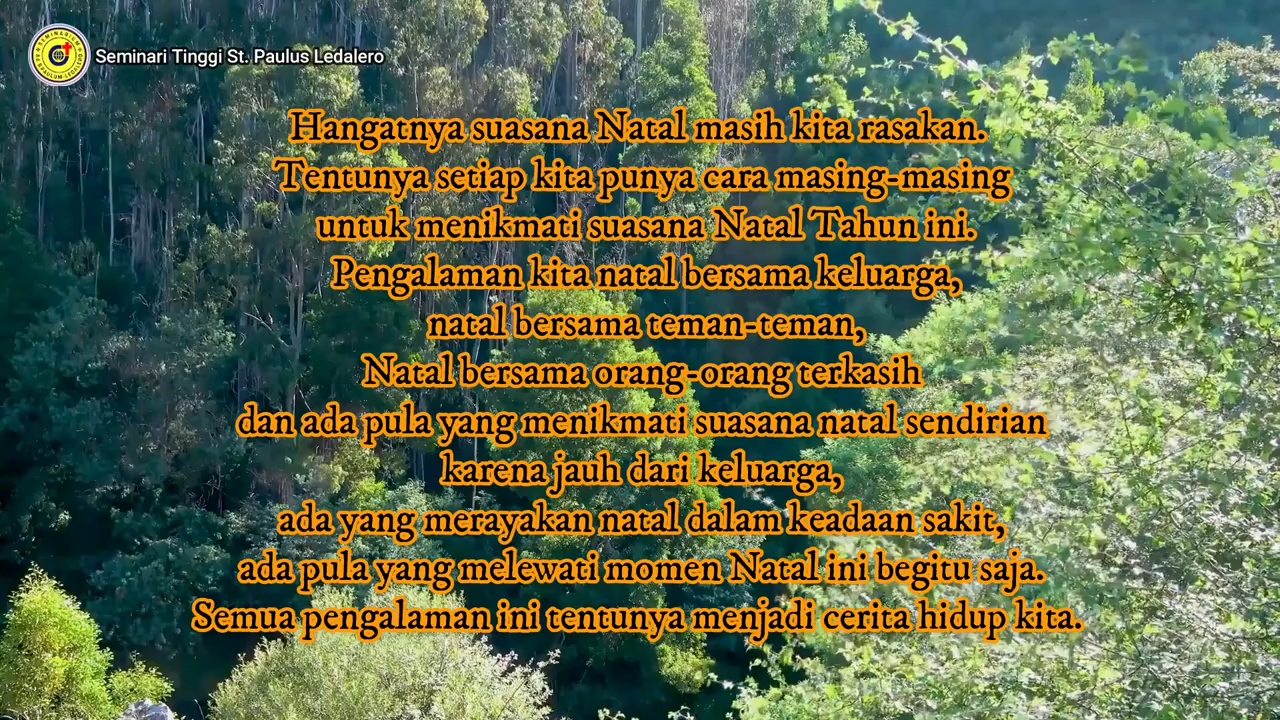 Seminari Tinggi St. Paulus Ledalero
Hangatnya suasana Natal masih kita rasakan.
Tentunya setiap kita punya cara masing-masing
untuk menikmati suasana Natal Tahun ini.
Pengalaman kita natal bersama keluarga,
natal bersama teman-teman,
Natal bersama orang-orang terkasih
dan ada pula yang menikmati suasana natal sendirian
karena jauh dari keluarga,
ada yang merayakan natal dalam keadaan sakit,
ada pula yang melewati momen Natal ini begitu saja.
Semua pengalaman ini tentunya menjadi cerita hidup kita.